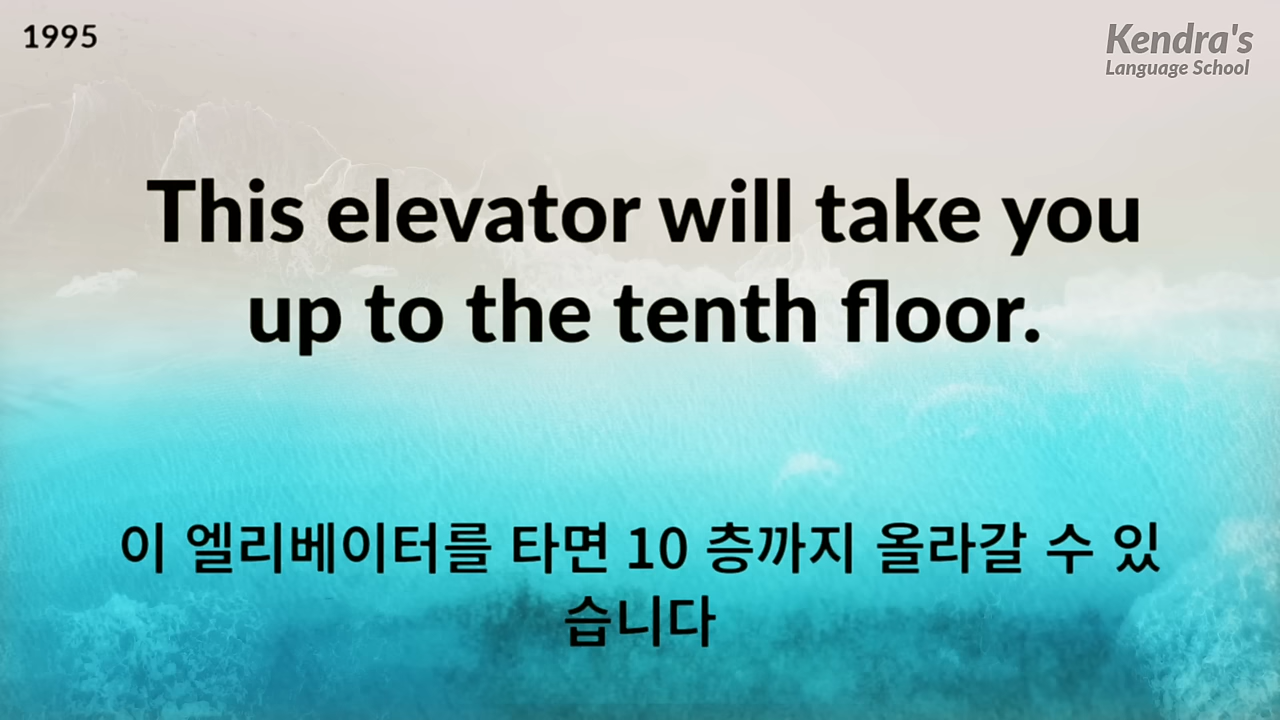 1995
Kendra's
Language School
This elevator will take you
up to the tenth floor.
이 엘리베이터를 타면 10 층까지 올라갈 수 있
습니다